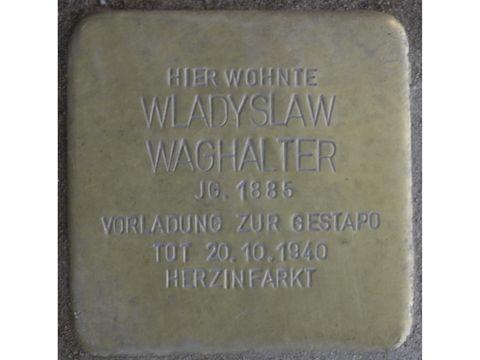 HIER WOHNTE
WLADYSLAW
WAGHALTER
JG. 1885
VORLADUNG ZUR GESTAPO
TOT 20.10.1940
HERZINFARKT